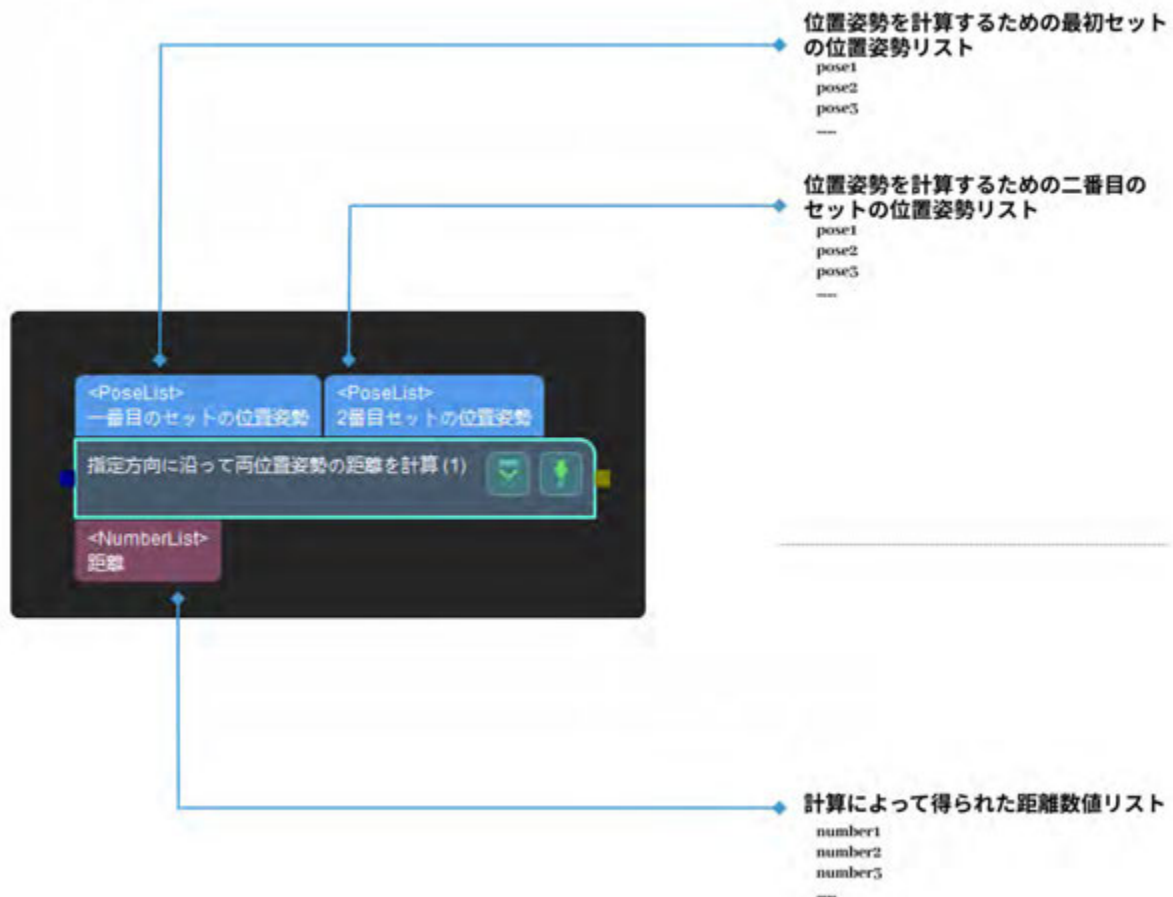 位置姿勢を計算するための最初セット
の位置姿勢リスト
pose1
pose2
pose3
......
位置姿勢を計算するための二番目の
セットの位置姿勢リスト
pose1
pose2
pose3
......
<PoseList>
一番目のセットの位置姿勢
<PoseList>
2番目セットの位置姿勢
指定方向に沿って両位置姿勢の距離を計算 (1)
<NumberList>
距離
計算によって得られた距離数値リスト
number1
number2
number3
......